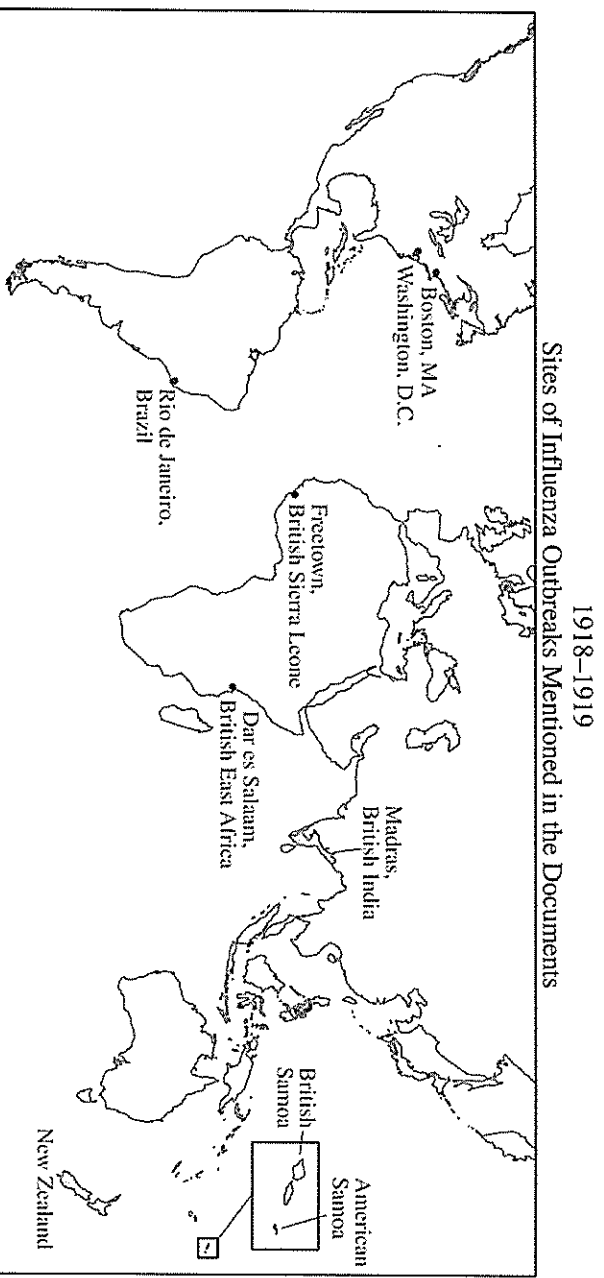 1918–1919
Sites of Influenza Outbreaks Mentioned in the Documents
Boston, MA
Washington, D.C.
Rio de Janeiro,
Brazil
Freetown,
British Sierra Leone
Dar es Salaam,
British East Africa
Madras,
British India
British
Samoa
American
Samoa
New Zealand